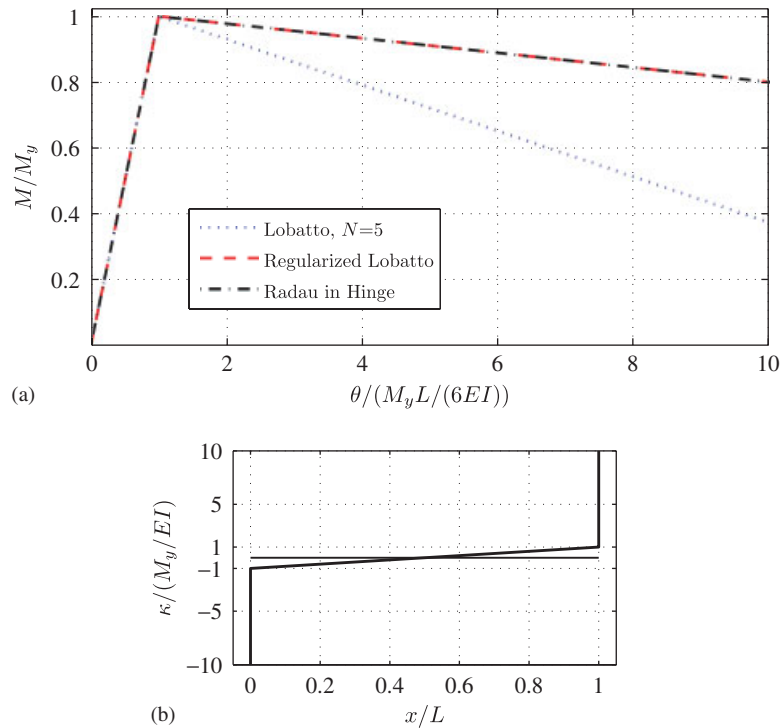 1
0.8
0.6
0.4
0.2
M/M_y
Lobatto, N=5
Regularized Lobatto
Radau in Hinge
0 2 4 6 8 10
(a)
θ/(M_yL/(6EI))
10
5
1
−1
−5
−10
κ/(M_y/EI)
0 0.2 0.4 0.6 0.8 1
(b)
x/L